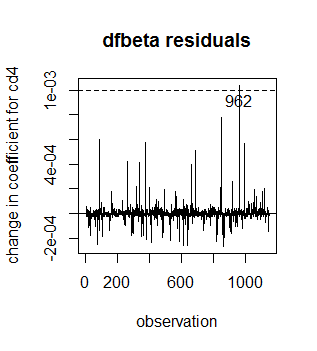 dfbeta residuals
change in coefficient for cd4
1e-03
4e-04
-2e-04
962
0 200 600 1000
observation